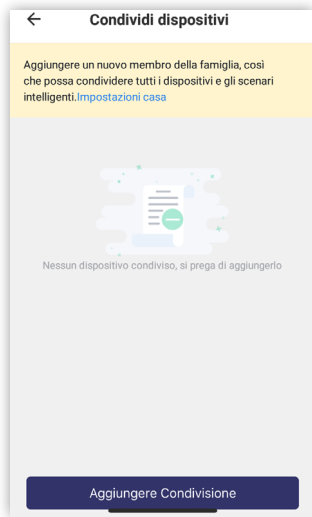 Condividi dispositivi
Aggiungere un nuovo membro della famiglia, così
che possa condividere tutti i dispositivi e gli scenari
intelligenti.Impostazioni casa
Nessun dispositivo condiviso, si prega di aggiungerlo
Aggiungere Condivisione